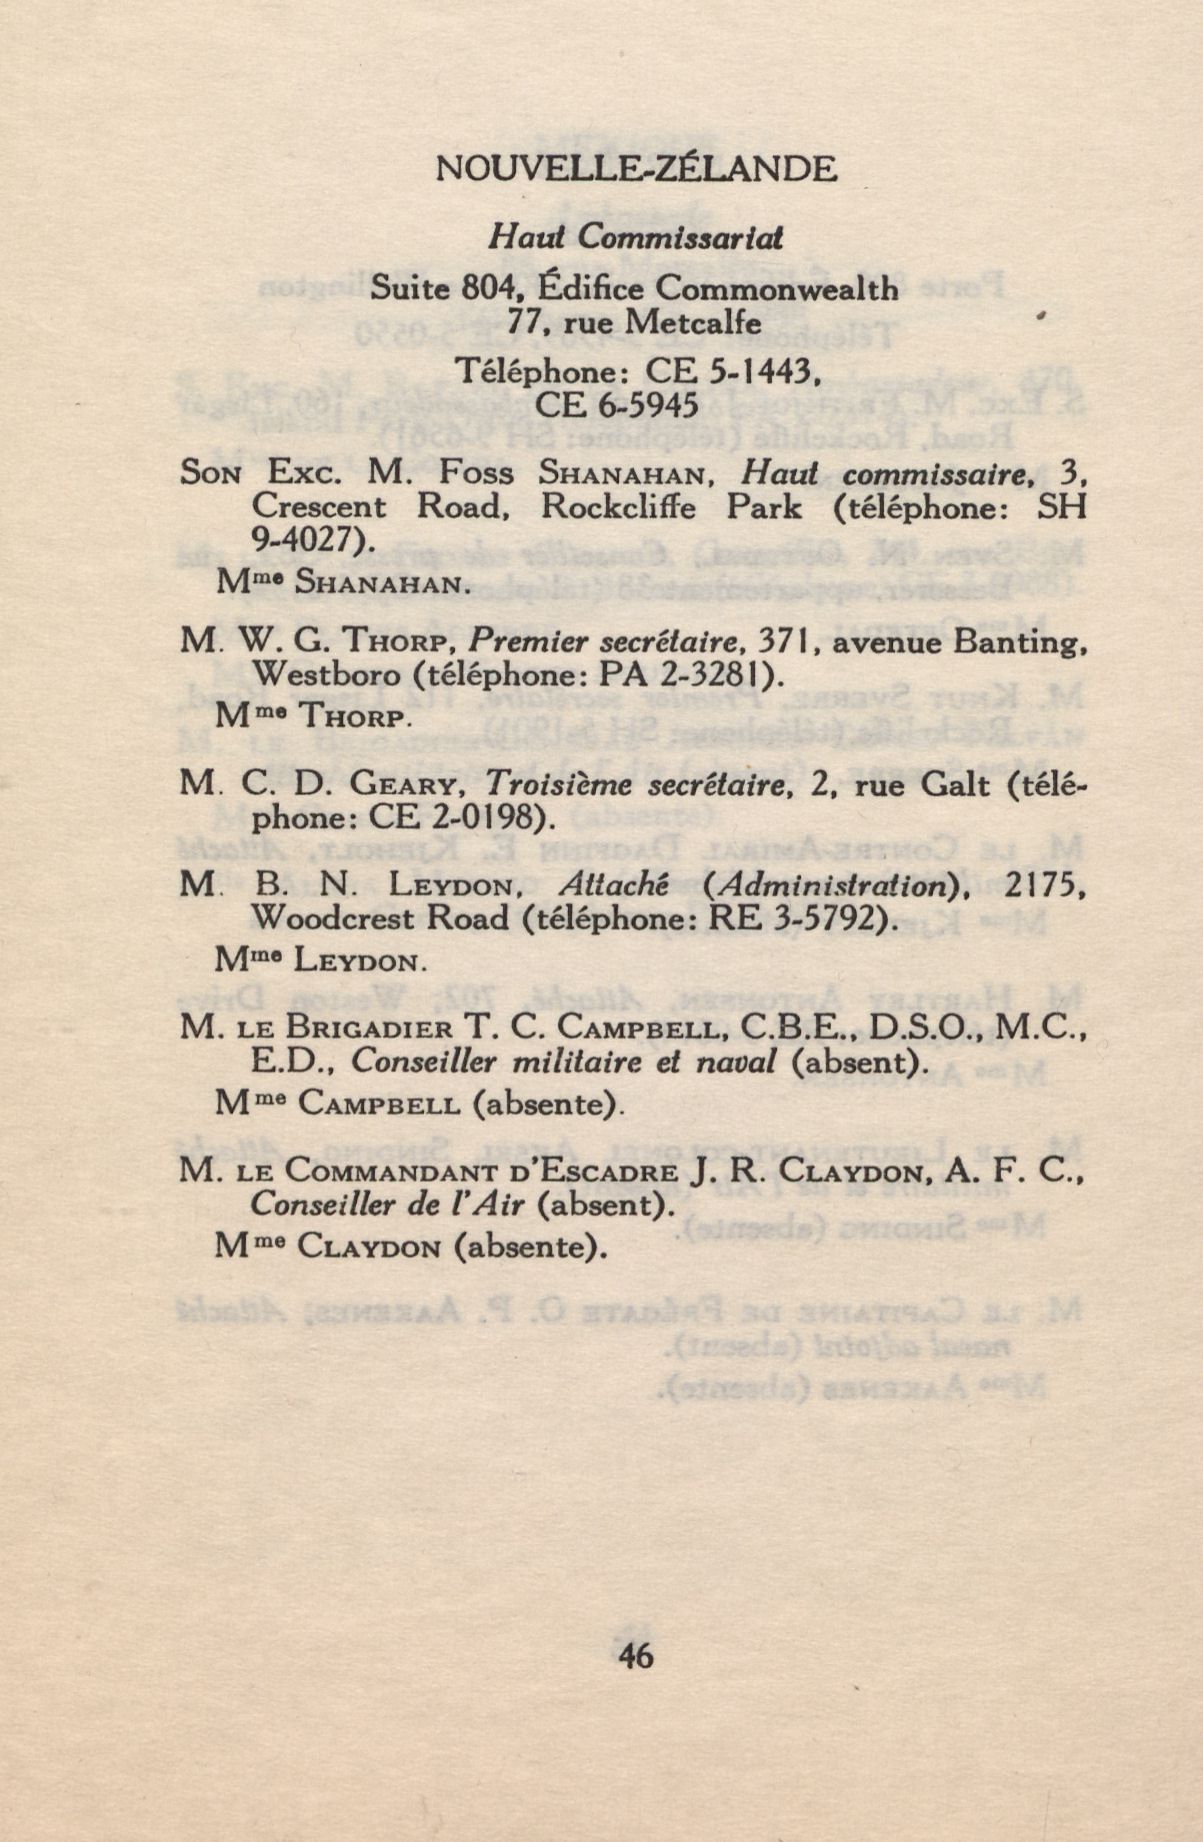 NOUVELLE-ZÉLANDE
Haut Commissariat
Suite 804, Édifice Commonwealth
77, rue Metcalfe
Téléphone: CE 5-1443,
CE 6-5945
SON EXC. M. FOSS SHANAHAN, Haut commissaire, 3,
Crescent Road, Rockcliffe Park (téléphone: SH
9-4027).
Mme SHANAHAN.
M. W. G. THORP, Premier secrétaire, 371, avenue Banting,
Westboro (téléphone: PA 2-3281).
Mme THORP.
M. C. D. GEARY, Troisième secrétaire, 2, rue Galt (télé-
phone: CE 2-0198).
M. B. N. LEYDON, Attaché (Administration), 2175,
Woodcrest Road (téléphone: RE 3-5792).
Mme LEYDON.
M. LE BRIGADIER T. C. CAMPBELL, C.B.E., D.S.O., M.C.,
E.D., Conseiller militaire et naval (absent).
Mme CAMPBELL (absente).
M. LE COMMANDANT D'ESCADRE J. R. CLAYDON, A. F. C.,
Conseiller de l'Air (absent).
Mme CLAYDON (absente).
46